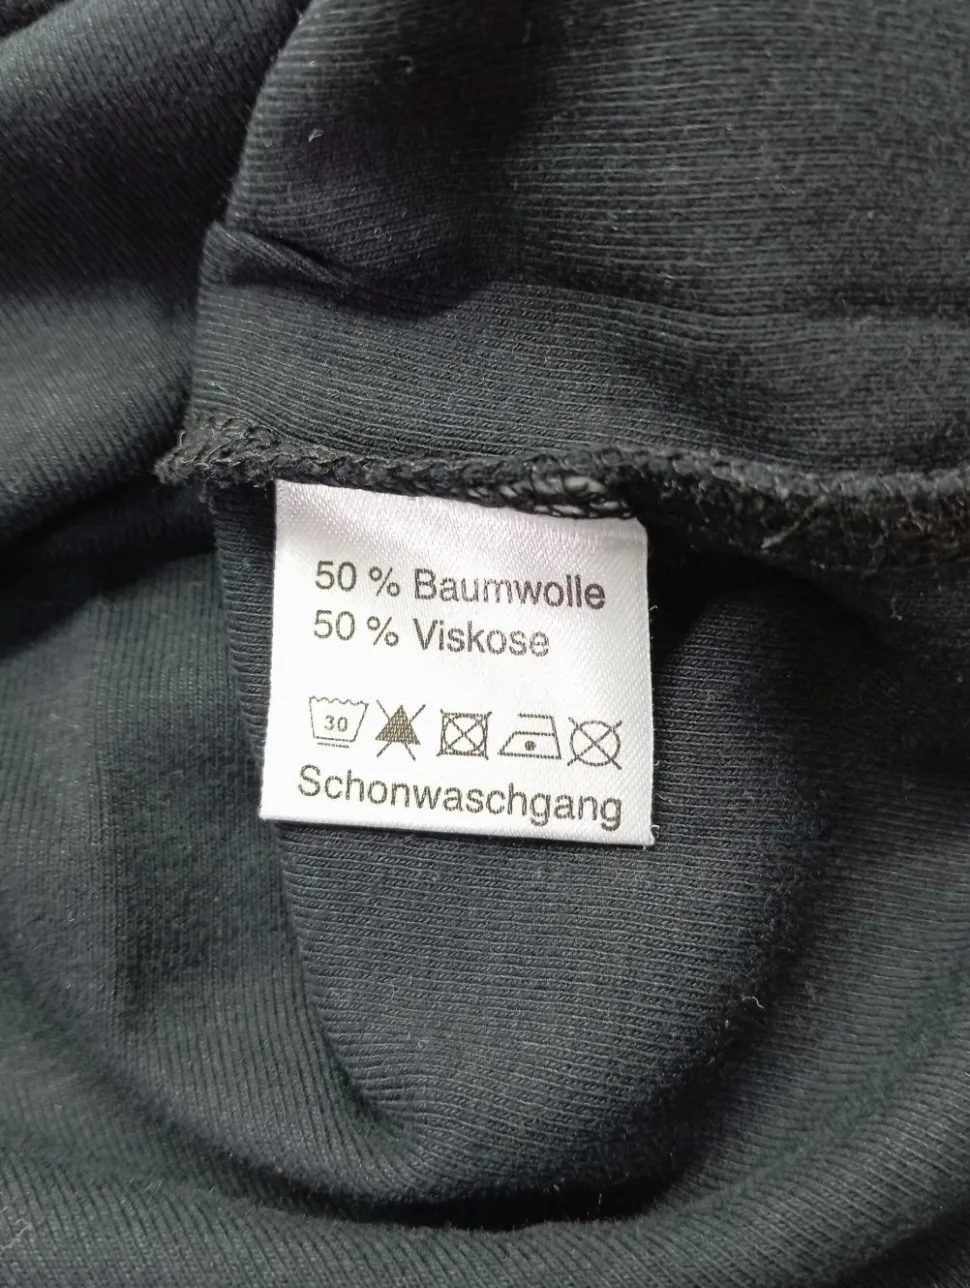 50 % Baumwolle
50 % Viskose
30
Schonwaschgang